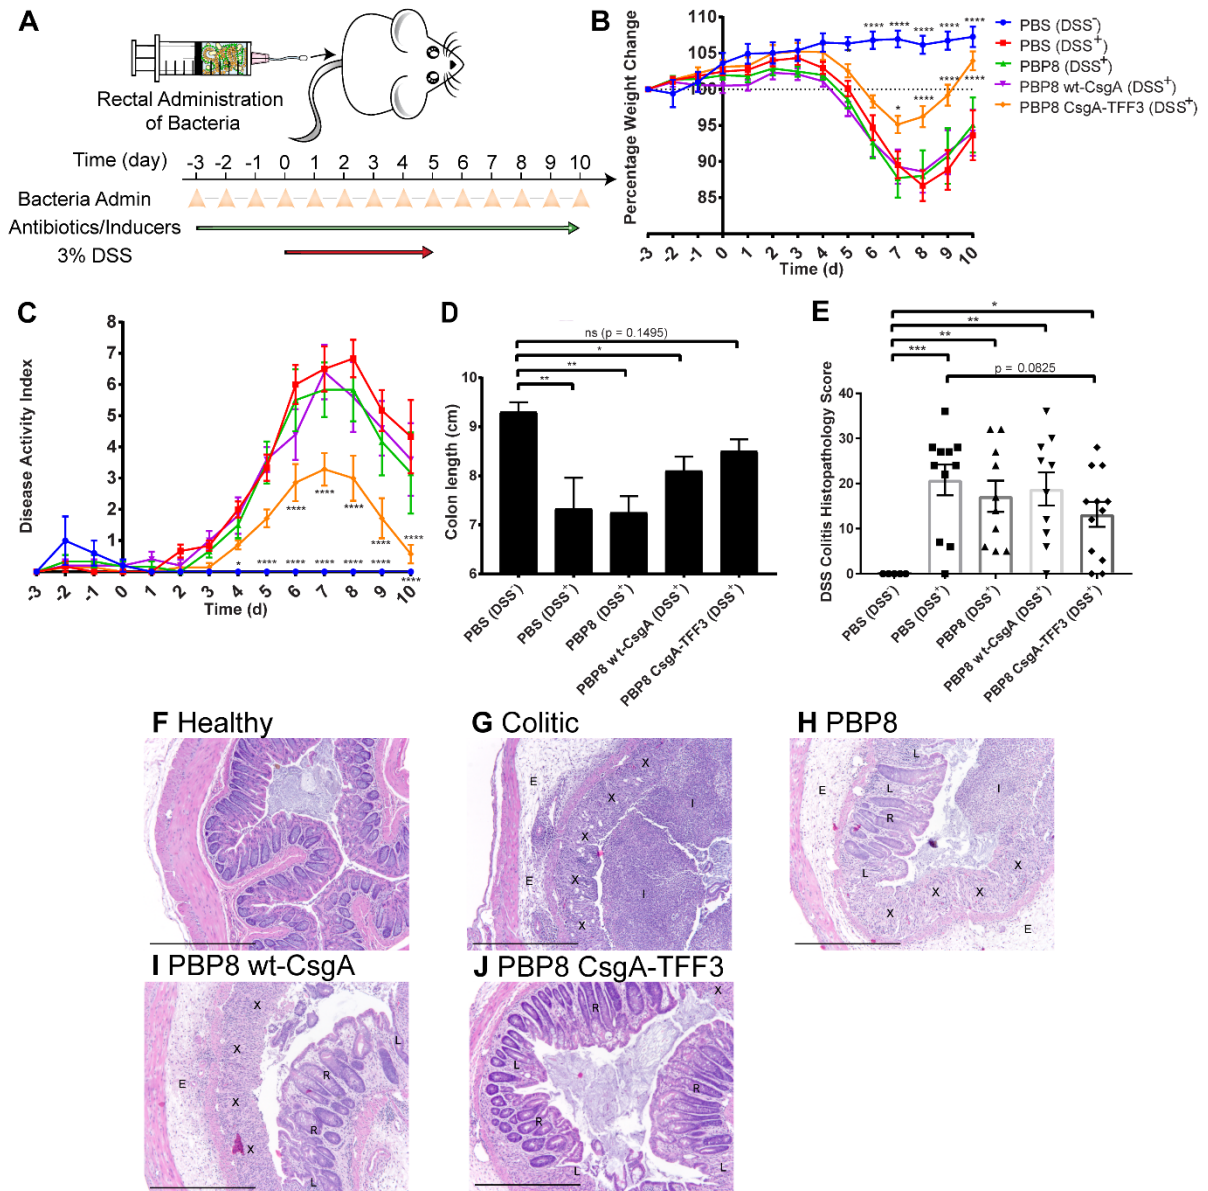 A
Rectal Administration
of Bacteria
Time (day) -3 -2 -1 0 1 2 3 4 5 6 7 8 9 10
Bacteria Admin
Antibiotics/Inducers
3% DSS
B
Percentage Weight Change
110
105
100
95
90
85
**** **** **** **** ****
* **** **** ****
-3 -2 -1 0 1 2 3 4 5 6 7 8 9 10
Time (d)
PBS (DSS-)
PBS (DSS+)
PBP8 (DSS+)
PBP8 wt-CsgA (DSS+)
PBP8 CsgA-TFF3 (DSS+)
C
Disease Activity Index
8
7
6
5
4
3
2
1
**** **** **** **** ****
* **** **** **** **** **** ****
-3 -2 -1 0 1 2 3 4 5 6 7 8 9 10
Time (d)
D
ns (p = 0.1495)
*
**
**
Colon length (cm)
10
9
8
7
6
PBS (DSS-)
PBS (DSS+)
PBP8 (DSS+)
PBP8 wt-CsgA (DSS+)
PBP8 CsgA-TFF3 (DSS+)
E
*
**
**
***
p = 0.0825
DSS Colitis Histopathology Score
40
30
20
10
0
PBS (DSS-)
PBS (DSS+)
PBP8 (DSS+)
PBP8 wt-CsgA (DSS+)
PBP8 CsgA-TFF3 (DSS+)
F Healthy
G Colitic
E
X
X
I
X
X
E
I
X
H PBP8
L
E
L
I
R
L
X
X
X
X
E
I PBP8 wt-CsgA
X
L
X
R
E
X
R
X
L
J PBP8 CsgA-TFF3
X
R
L
R
R
L
L